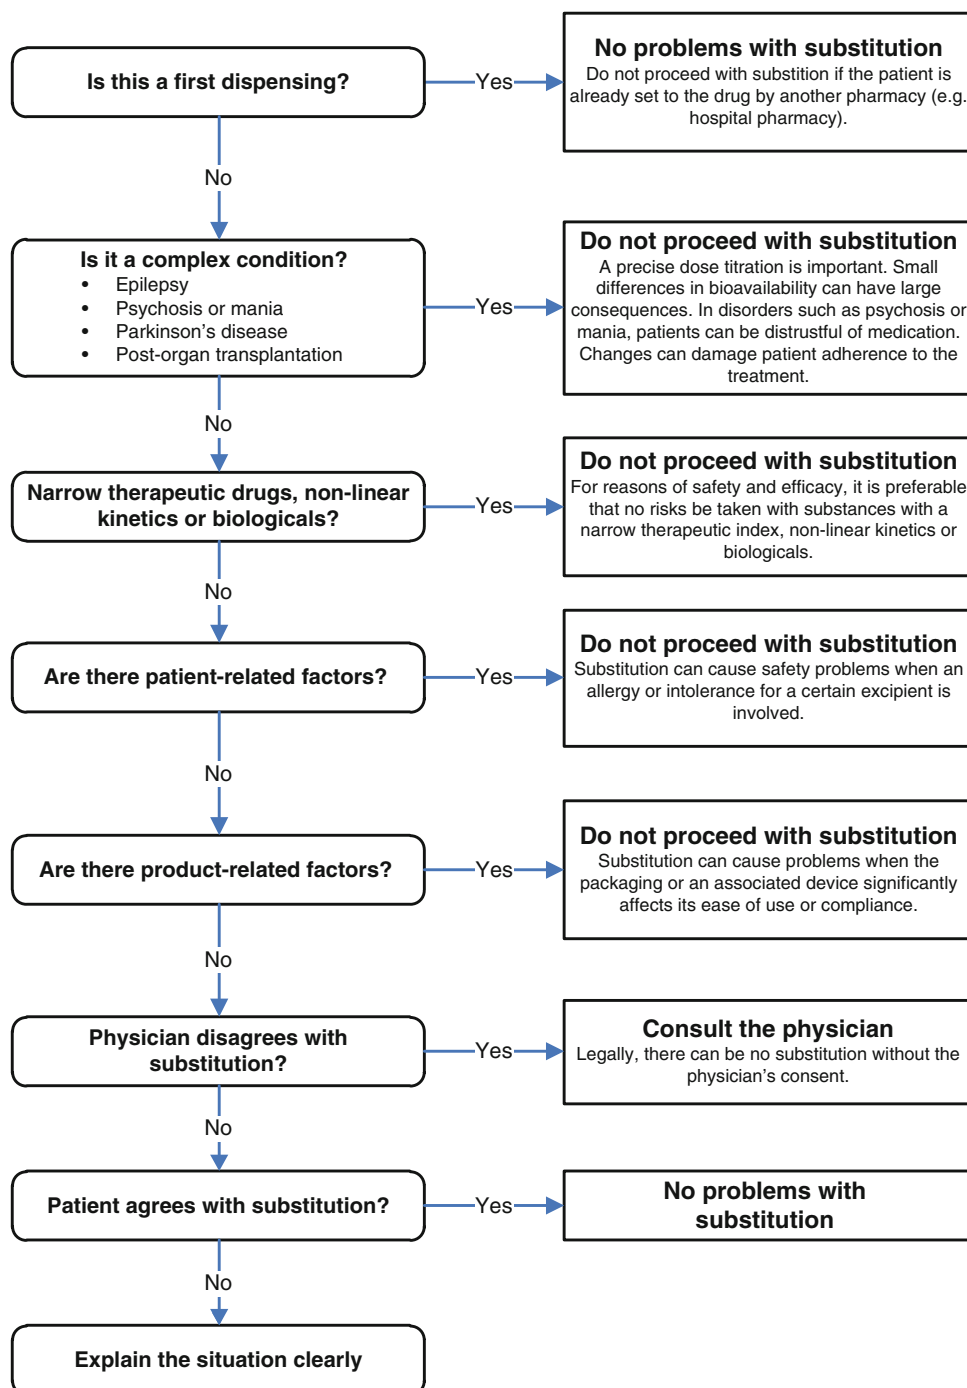 Is this a first dispensing?
Yes
No problems with substitution
Do not proceed with substition if the patient is
already set to the drug by another pharmacy (e.g.
hospital pharmacy).
No
Is it a complex condition?
• Epilepsy
• Psychosis or mania
• Parkinson's disease
• Post-organ transplantation
Yes
Do not proceed with substitution
A precise dose titration is important. Small
differences in bioavailability can have large
consequences. In disorders such as psychosis or
mania, patients can be distrustful of medication.
Changes can damage patient adherence to the
treatment.
No
Narrow therapeutic drugs, non-linear
kinetics or biologicals?
Yes
Do not proceed with substitution
For reasons of safety and efficacy, it is preferable
that no risks be taken with substances with a
narrow therapeutic index, non-linear kinetics or
biologicals.
No
Are there patient-related factors?
Yes
Do not proceed with substitution
Substitution can cause safety problems when an
allergy or intolerance for a certain excipient is
involved.
No
Are there product-related factors?
Yes
Do not proceed with substitution
Substitution can cause problems when the
packaging or an associated device significantly
affects its ease of use or compliance.
No
Physician disagrees with
substitution?
Yes
Consult the physician
Legally, there can be no substitution without the
physician's consent.
No
Patient agrees with substitution?
Yes
No problems with
substitution
No
Explain the situation clearly